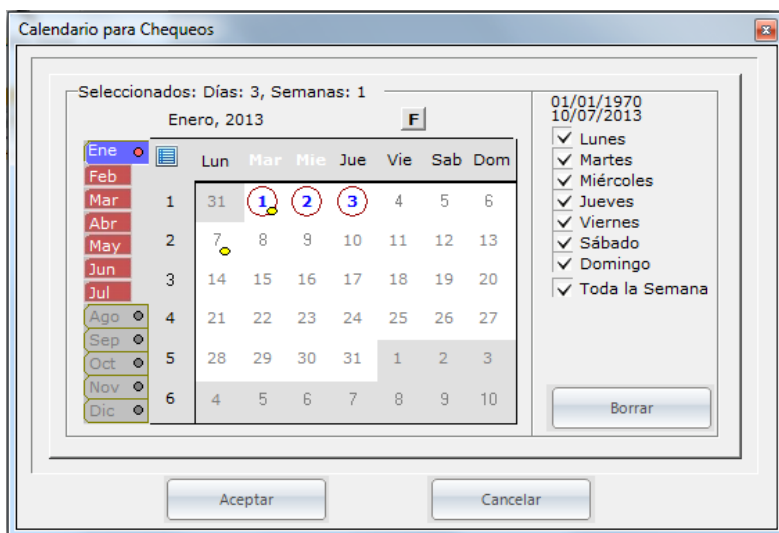 Calendario para Chequeos
Seleccionados: Días: 3, Semanas: 1
Enero, 2013 F
Ene
Feb
Mar
Abr
May
Jun
Jul
Ago
Sep
Oct
Nov
Dic
Lun Mar Mie Jue Vie Sab Dom
1 31 1 2 3 4 5 6
2 7 8 9 10 11 12 13
3 14 15 16 17 18 19 20
4 21 22 23 24 25 26 27
5 28 29 30 31 1 2 3
6 4 5 6 7 8 9 10
01/01/1970
10/07/2013
Lunes
Martes
Miércoles
Jueves
Viernes
Sábado
Domingo
Toda la Semana
Borrar
Aceptar Cancelar